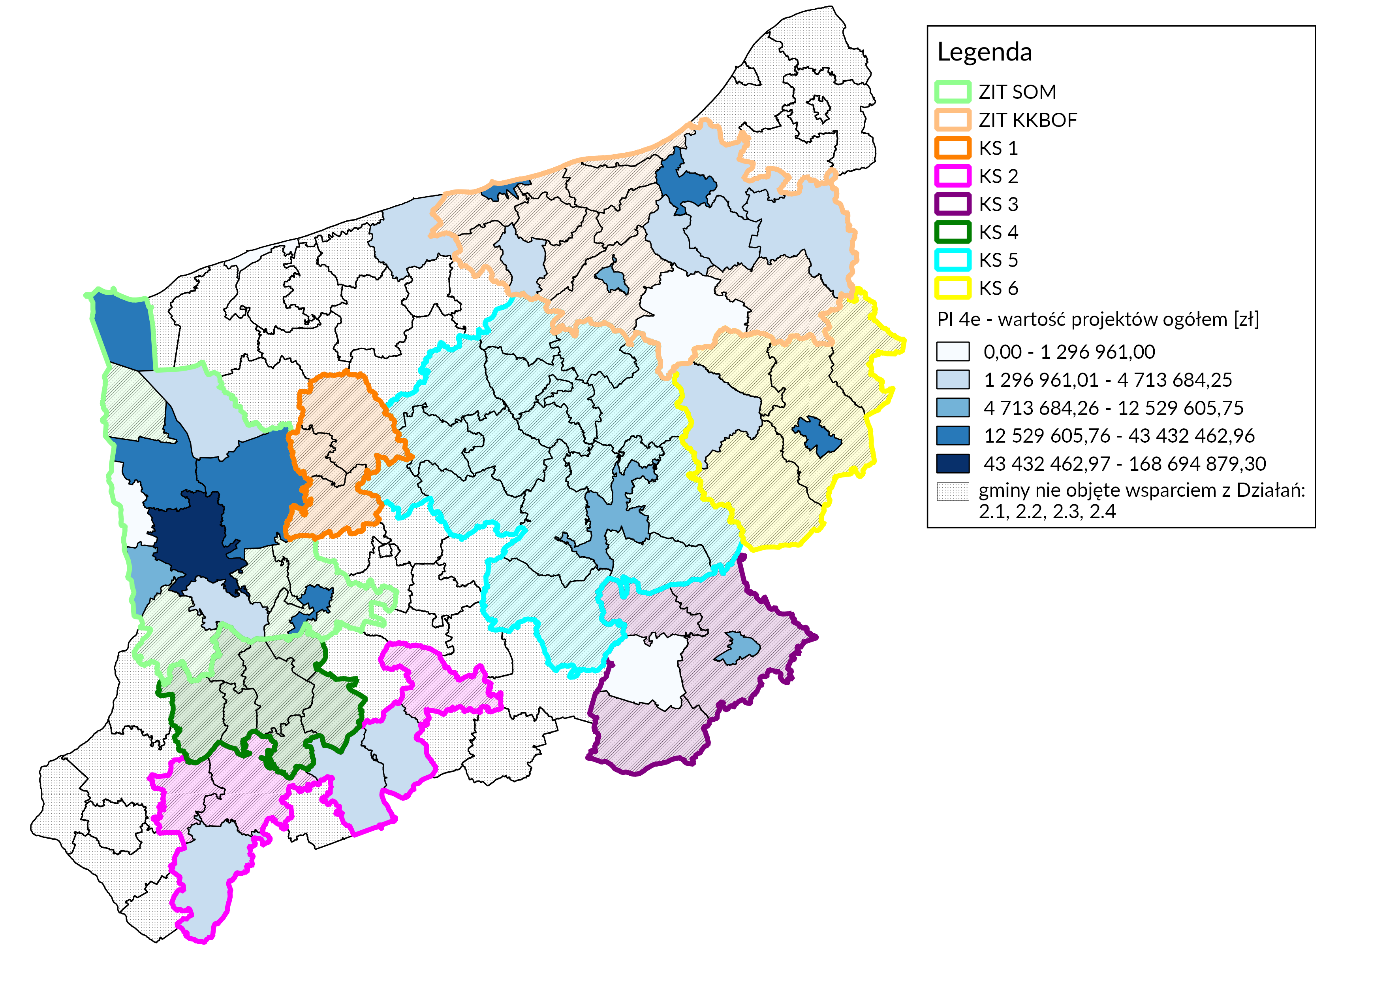 Legenda
ZIT SOM
ZIT KKBOF
KS 1
KS 2
KS 3
KS 4
KS 5
KS 6
PI 4e - wartość projektów ogółem [zł]
0,00 - 1 296 961,00
1 296 961,01 - 4 713 684,25
4 713 684,26 - 12 529 605,75
12 529 605,76 - 43 432 462,96
43 432 462,97 - 168 694 879,30
gminy nie objęte wsparciem z Działań:
2.1, 2.2, 2.3, 2.4